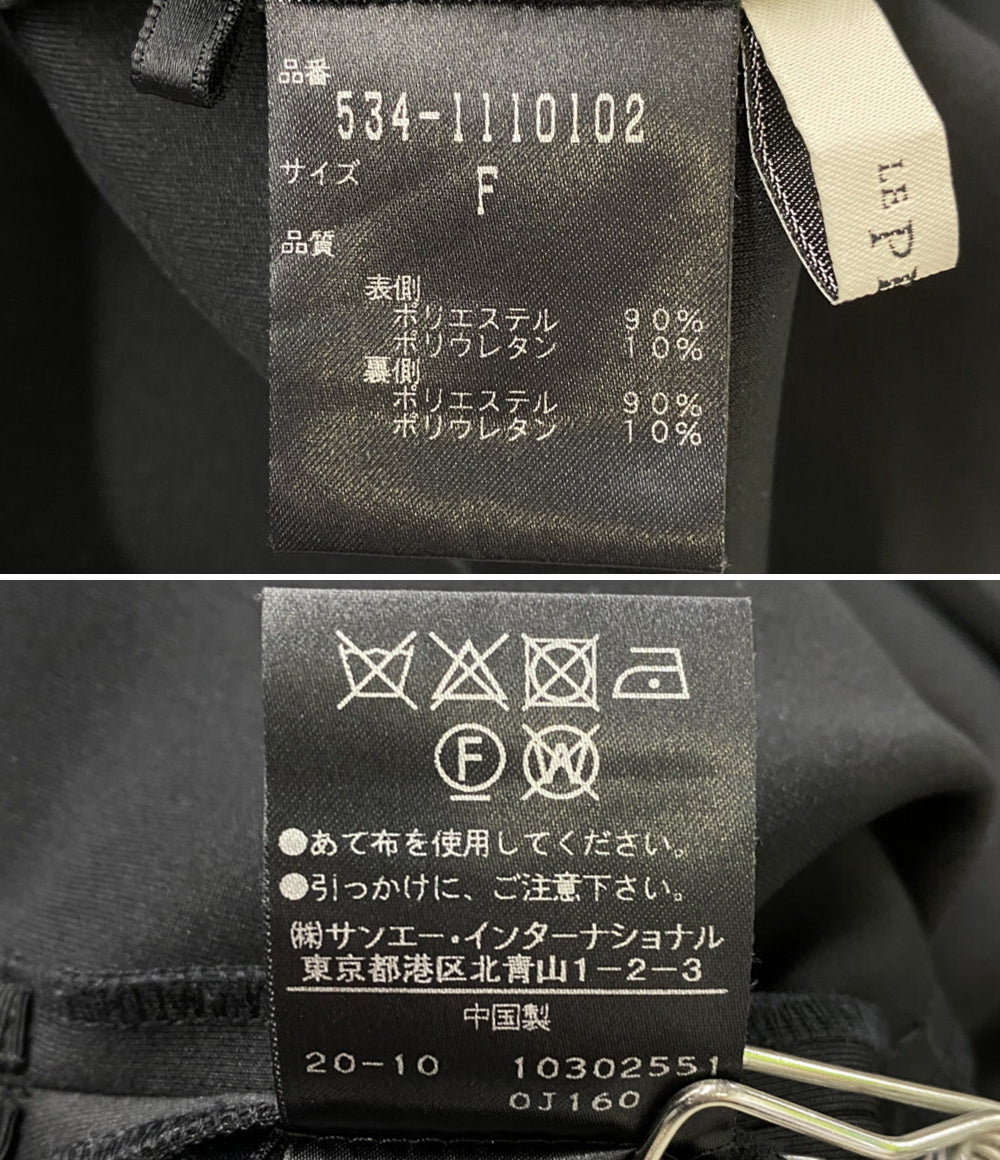 品番
534-1110102
サイズ F
品質
表側
ポリエステル 90%
ポリウレタン 10%
裏側
ポリエステル 90%
ポリウレタン 10%
LE
F
W
●あて布を使用してください。
●引っかけに、ご注意下さい。
㈱サンエー・インターナショナル
東京都港区北青山1-2-3
中国製
20-10 10302551
0J160